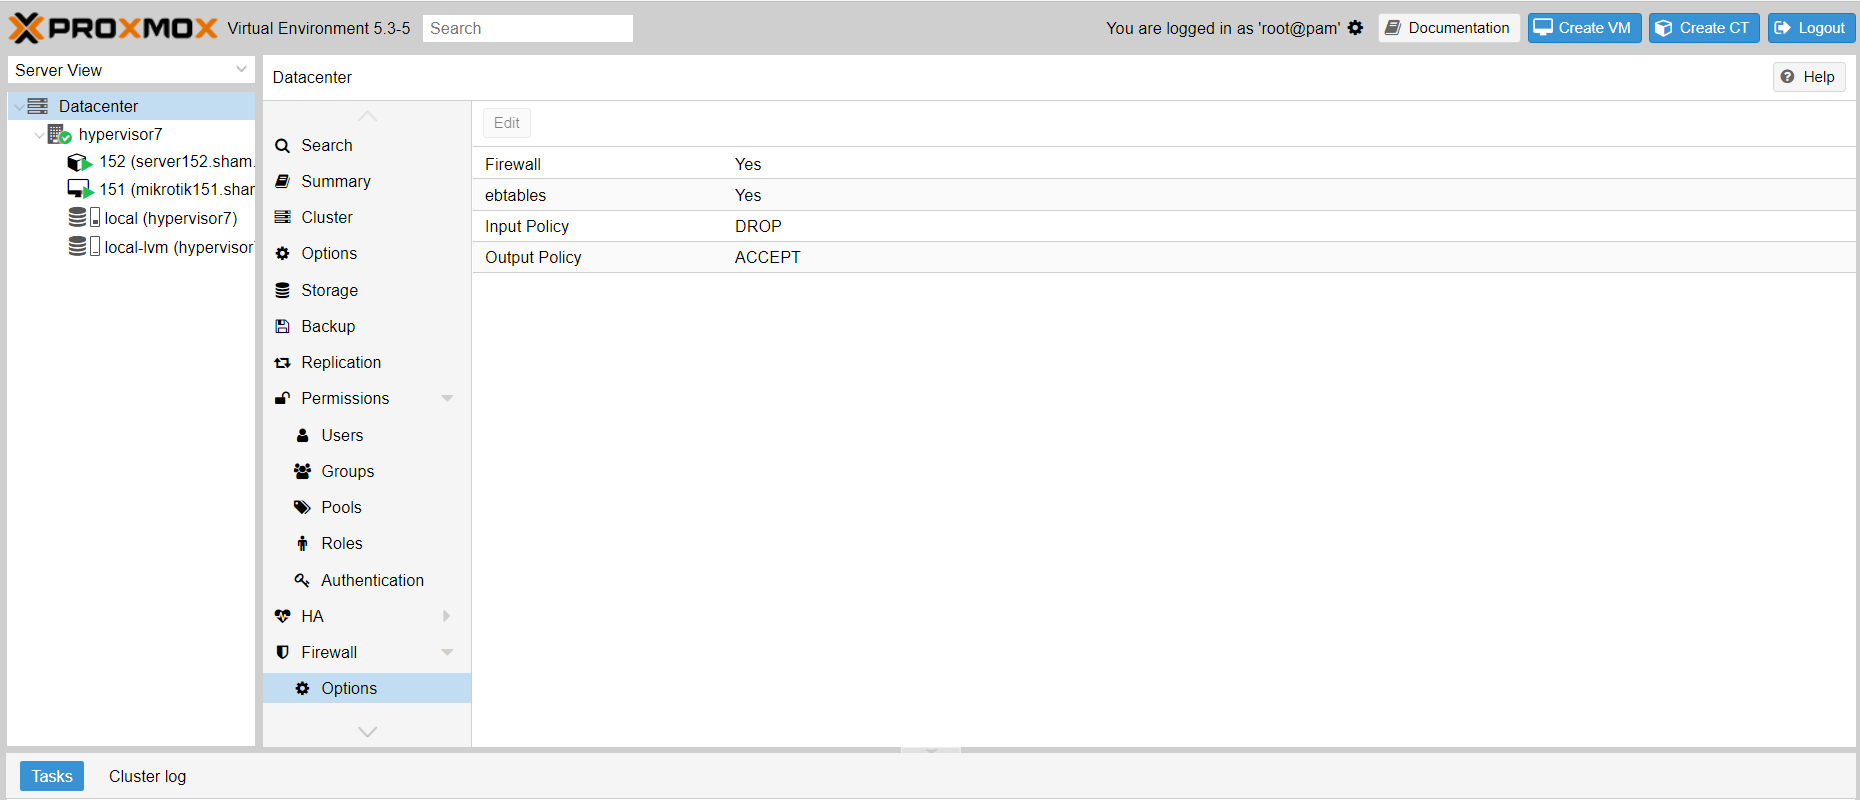 PROXMOX Virtual Environment 5.3-5 Search You are logged in as 'root@pam' Documentation Create VM Create CT Logout
Server View
Datacenter
hypervisor7
152 (server152.sham.
151 (mikrotik151.shar
local (hypervisor7)
local-lvm (hypervisor
Datacenter Help
Search
Summary
Cluster
Options
Storage
Backup
Replication
Permissions
Users
Groups
Pools
Roles
Authentication
HA
Firewall
Options
Edit
Firewall Yes
ebtables Yes
Input Policy DROP
Output Policy ACCEPT
Tasks Cluster log